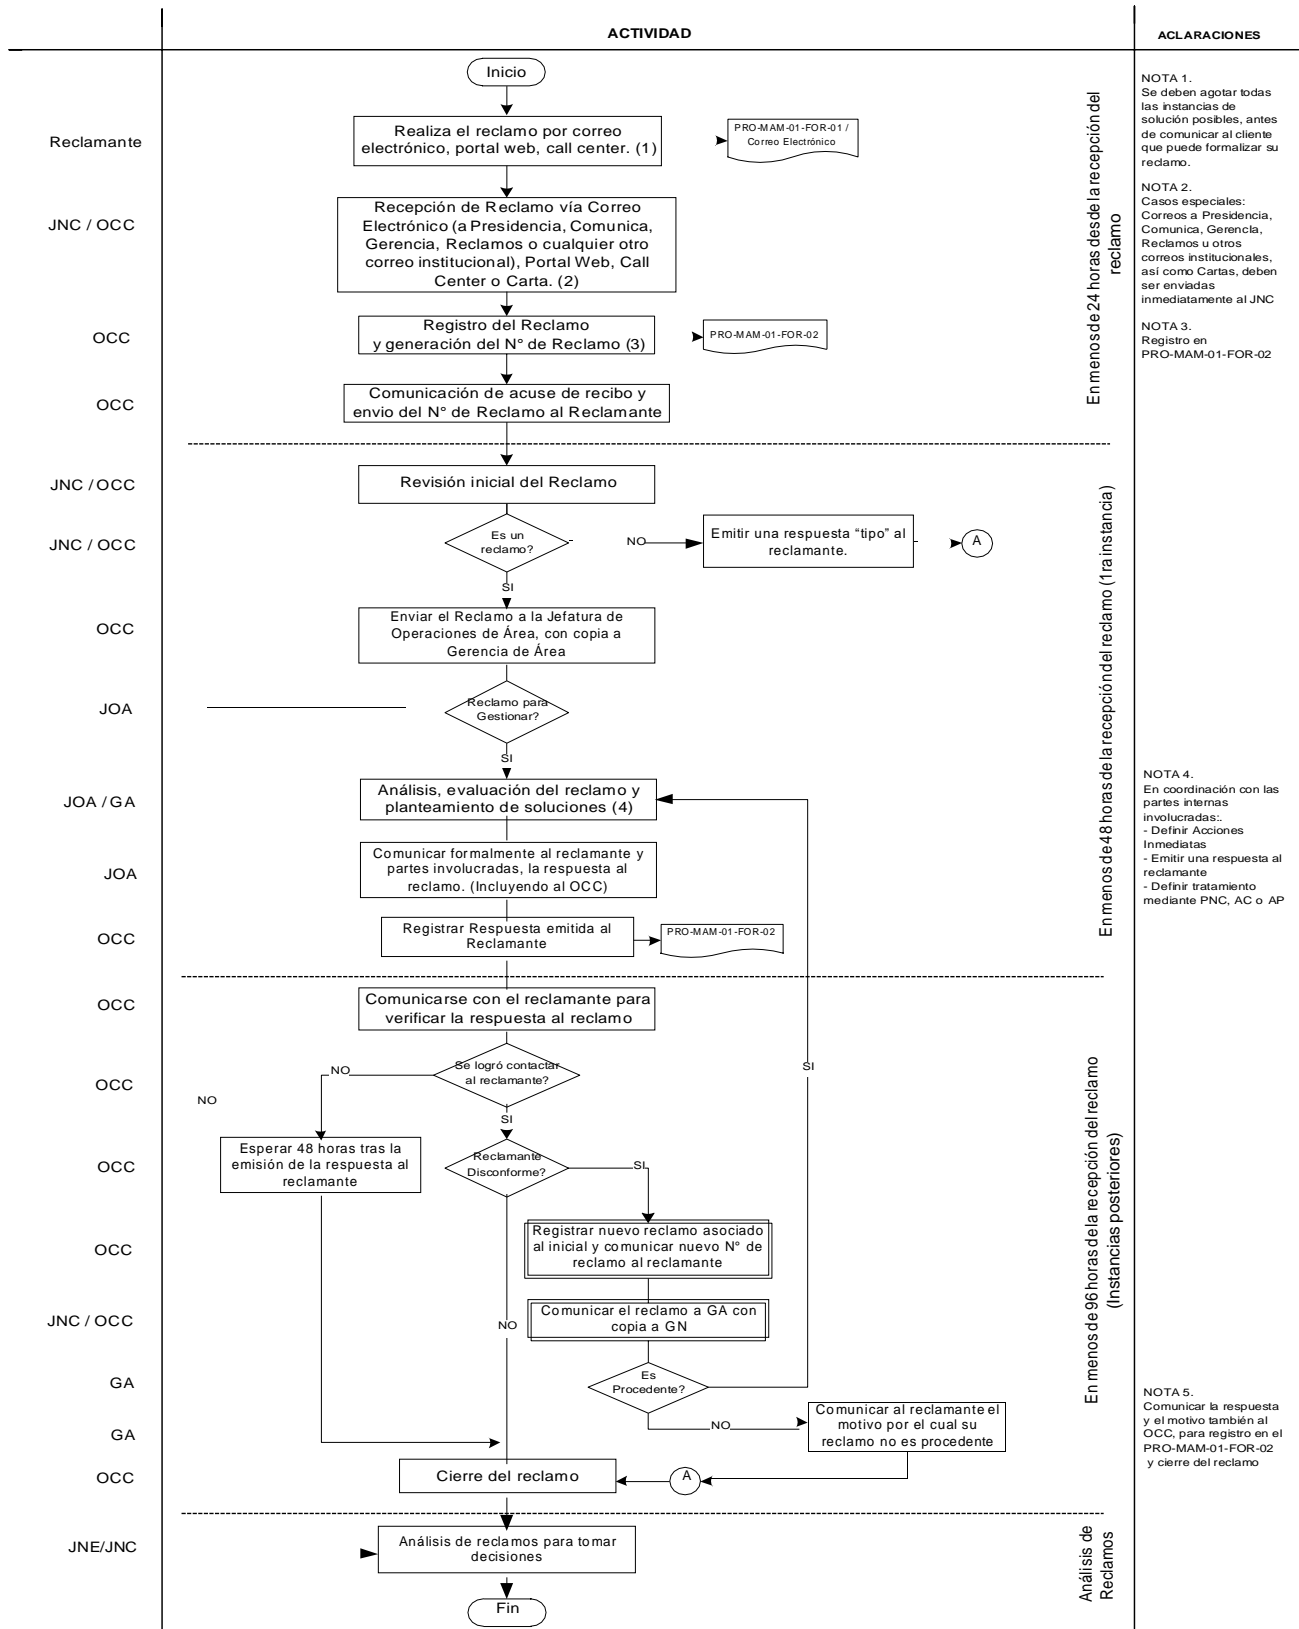 ACTIVIDAD
ACLARACIONES
Inicio
Reclamante
Realiza el reclamo por correo
electrónico, portal web, call center. (1)
PRO-MAM-01-FOR-01 /
Correo Electrónico
JNC / OCC
Recepción de Reclamo vía Correo
Electrónico (a Presidencia, Comunica,
Gerencia, Reclamos o cualquier otro
correo institucional), Portal Web, Call
Center o Carta. (2)
OCC
Registro del Reclamo
y generación del N° de Reclamo (3)
PRO-MAM-01-FOR-02
OCC
Comunicación de acuse de recibo y
envio del N° de Reclamo al Reclamante
En menos de 24 horas desde la recepción del
reclamo
NOTA 1.
Se deben agotar todas
las instancias de
solución posibles, antes
de comunicar al cliente
que puede formalizar su
reclamo.
NOTA 2.
Casos especiales:
Correos a Presidencia,
Comunica, Gerencla,
Reclamos u otros
correos institucionales,
así como Cartas, deben
ser enviadas
inmediatamente al JNC
NOTA 3.
Registro en
PRO-MAM-01-FOR-02
JNC / OCC
Revisión inicial del Reclamo
JNC / OCC
Es un
reclamo?
NO
Emitir una respuesta “tipo” al
reclamante.
A
SI
OCC
Enviar el Reclamo a la Jefatura de
Operaciones de Área, con copia a
Gerencia de Área
JOA
Reclamo para
Gestionar?
SI
JOA / GA
Análisis, evaluación del reclamo y
planteamiento de soluciones (4)
JOA
Comunicar formalmente al reclamante y
partes involucradas, la respuesta al
reclamo. (Incluyendo al OCC)
OCC
Registrar Respuesta emitida al
Reclamante
PRO-MAM-01-FOR-02
En menos de 48 horas de la recepción del reclamo (1ra instancia)
NOTA 4.
En coordinación con las
partes internas
involucradas:.
- Definir Acciones
Inmediatas
- Emitir una respuesta al
reclamante
- Definir tratamiento
mediante PNC, AC o AP
OCC
Comunicarse con el reclamante para
verificar la respuesta al reclamo
OCC
Se logró contactar
al reclamante?
NO
NO
SI
SI
OCC
Esperar 48 horas tras la
emisión de la respuesta al
reclamante
Reclamante
Disconforme?
SI
OCC
Registrar nuevo reclamo asociado
al inicial y comunicar nuevo N° de
reclamo al reclamante
JNC / OCC
NO
Comunicar el reclamo a GA con
copia a GN
GA
Es
Procedente?
NO
GA
Comunicar al reclamante el
motivo por el cual su
reclamo no es procedente
OCC
Cierre del reclamo
A
En menos de 96 horas de la recepción del reclamo
(Instancias posteriores)
NOTA 5.
Comunicar la respuesta
y el motivo también al
OCC, para registro en el
PRO-MAM-01-FOR-02
y cierre del reclamo
JNE/JNC
Análisis de reclamos para tomar
decisiones
Análisis de
Reclamos
Fin